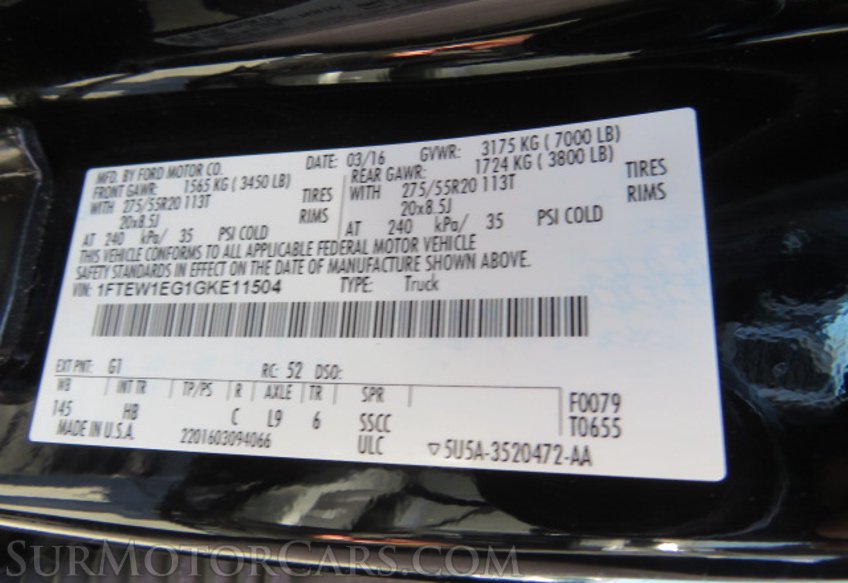 MFD. BY FORD MOTOR CO. DATE: 03/16 GVWR: 3175 KG ( 7000 LB)
FRONT GAWR: 1565 KG ( 3450 LB) REAR GAWR: 1724 KG ( 3800 LB)
WITH 275/55R20 113T TIRES WITH 275/55R20 113T TIRES
20x8.5J RIMS 20x8.5J RIMS
AT 240 kPa/ 35 PSI COLD AT 240 kPa/ 35 PSI COLD
THIS VEHICLE CONFORMS TO ALL APPLICABLE FEDERAL MOTOR VEHICLE
SAFETY STANDARDS IN EFFECT ON THE DATE OF MANUFACTURE SHOWN ABOVE.
VIN: 1FTEW1EG1GKE11504 TYPE: Truck
EXT PNT: G1 RC: 52 DSO:
WB INT TR TP/PS R AXLE TR SPR F0079
145 HB C L9 6 SSCC T0655
MADE IN U.S.A. 2201603094066 ULC ▽5U5A-3520472-AA
SurMotorCars.com